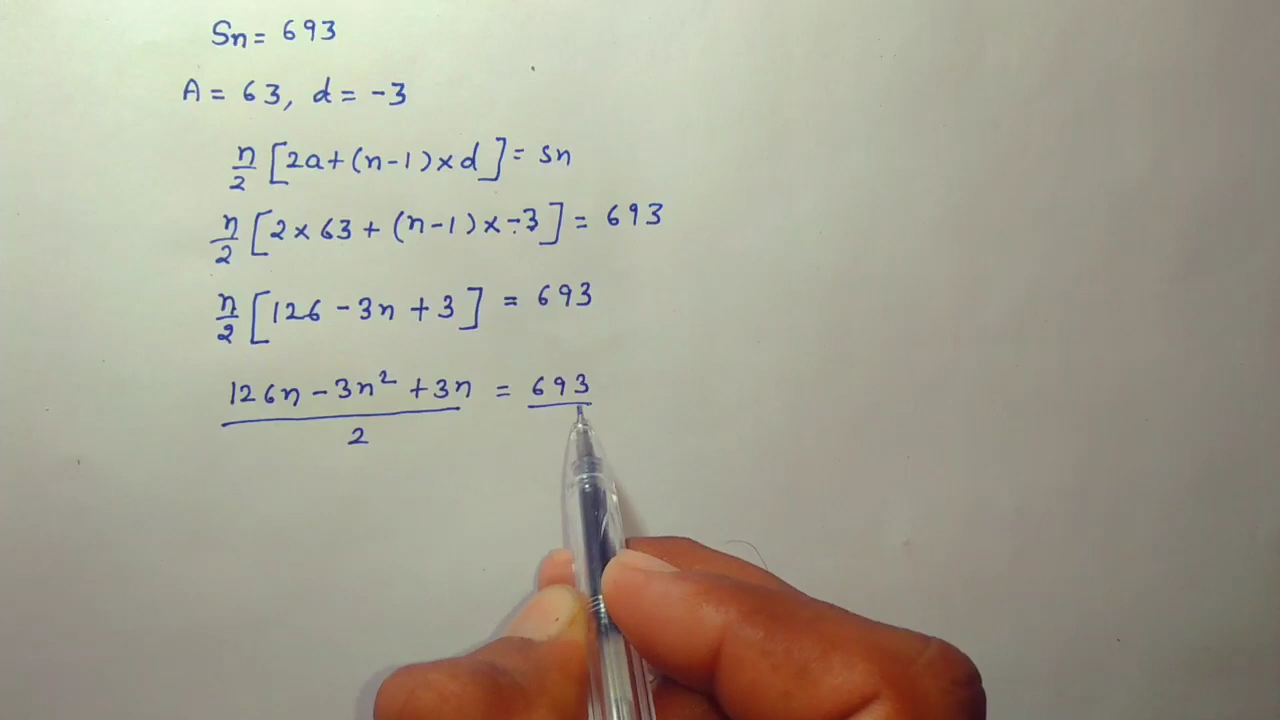 Sn = 693
A = 63, d = -3
n/2 [2a+(n-1)×d] = sn
n/2 [2×63+(n-1)×-3] = 693
n/2 [126-3n+3] = 693
126n-3n²+3n/2 = 693